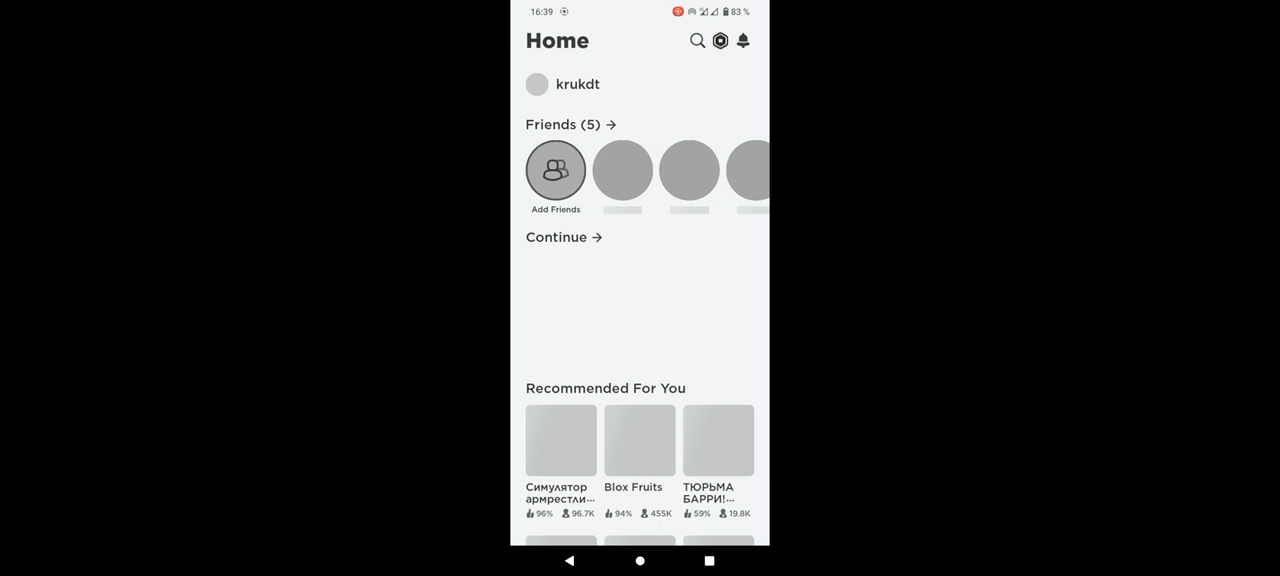 16:39
83 %
Home
krukdt
Friends (5) →
Add Friends
Continue →
Recommended For You
Симулятор армрестли...
96% 96.7K
Blox Fruits
94% 455K
ТЮРЬМА БАРРИ!...
59% 19.8K